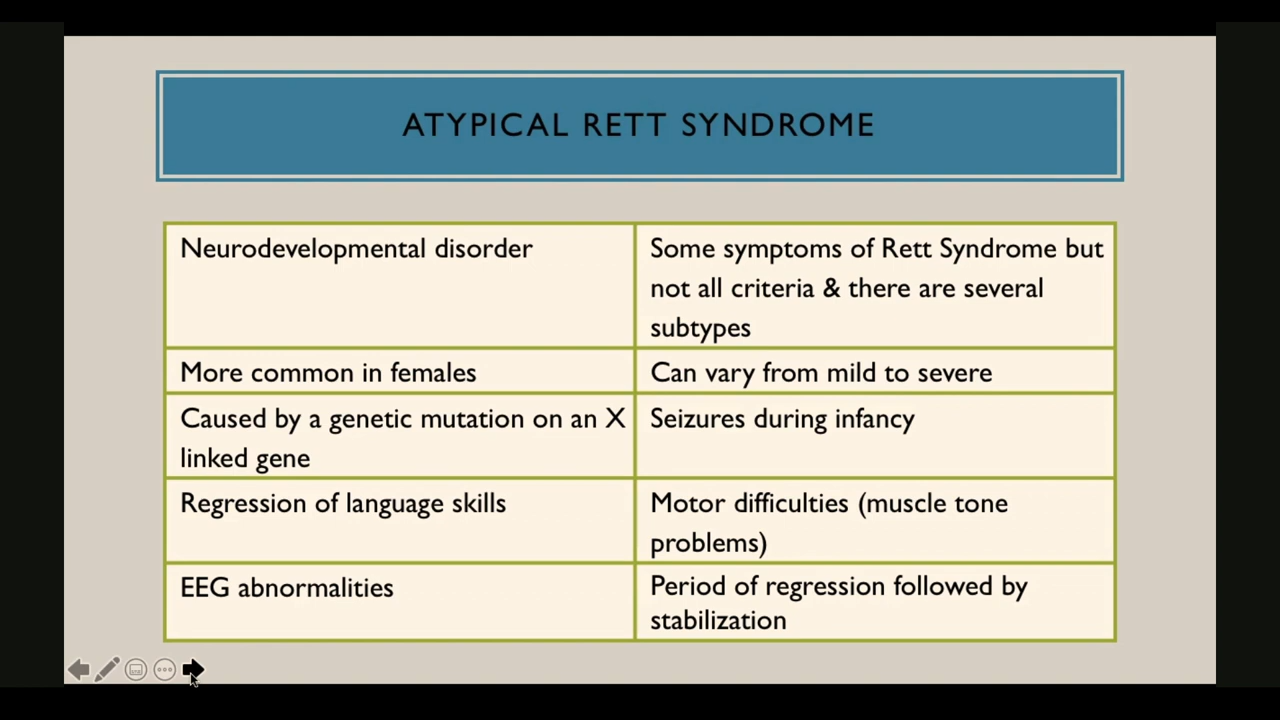 ATYPICAL RETT SYNDROME
Neurodevelopmental disorder
Some symptoms of Rett Syndrome but
not all criteria & there are several
subtypes
More common in females
Can vary from mild to severe
Caused by a genetic mutation on an X
linked gene
Seizures during infancy
Regression of language skills
Motor difficulties (muscle tone
problems)
EEG abnormalities
Period of regression followed by
stabilization